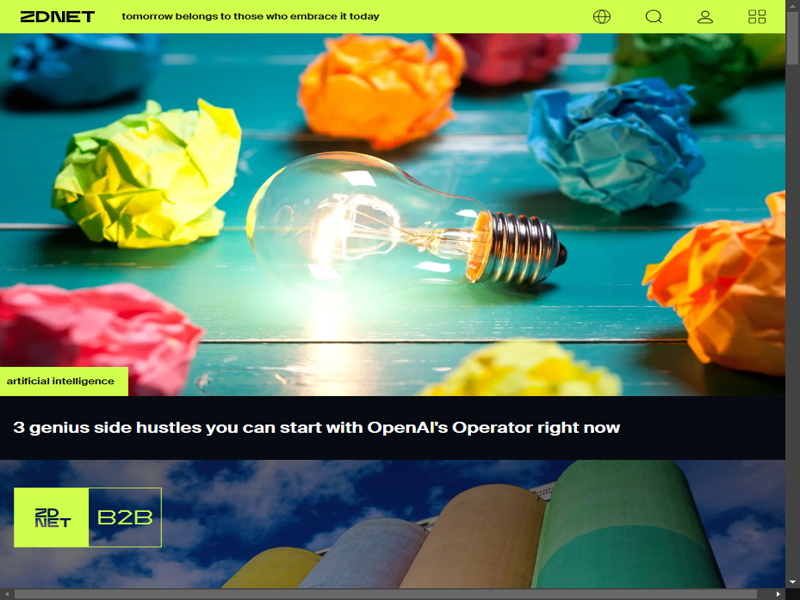 ZDNET
tomorrow belongs to those who embrace it today
artificial intelligence
3 genius side hustles you can start with OpenAI's Operator right now
ZD
NET
B2B